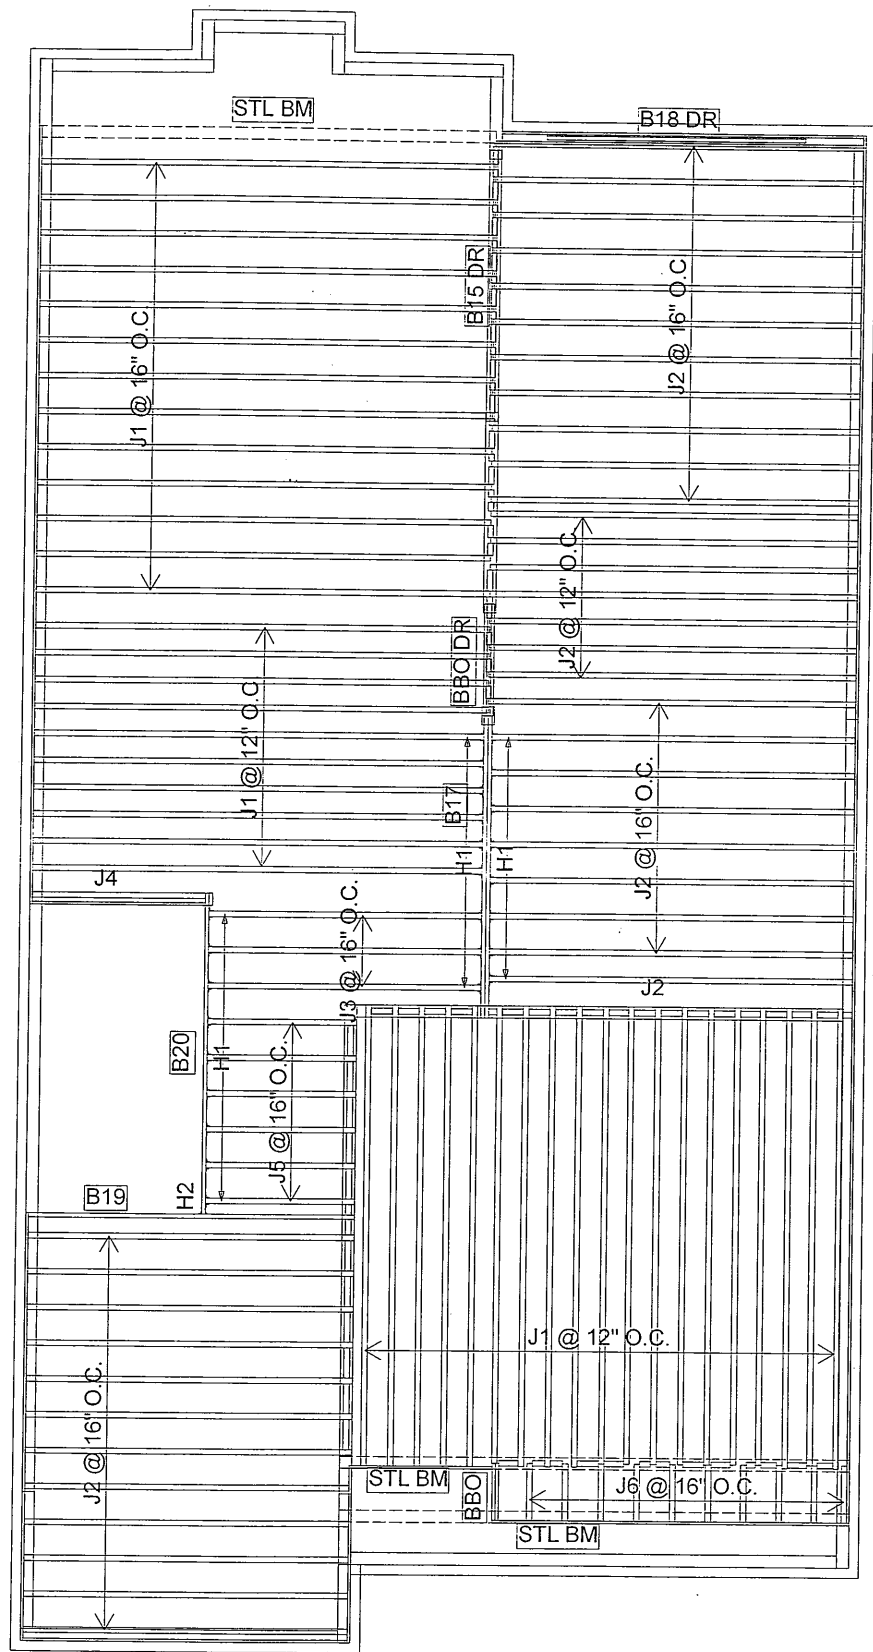 STL BM
B18 DR
B15 DR
J1 @ 16" O.C.
J2 @ 16" O.C
J2 @ 12" O.C.
BBO DR
J1 @ 12" O.C
B17
H1
H1
J2 @ 16" O.C.
J4
J3 @ 16" O.C.
J2
B20
H1
J5 @ 16" O.C.
B19
H2
J2 @ 16" O.C.
J1 @ 12" O.C.
STL BM
BBO
J6 @ 16" O.C.
STL BM